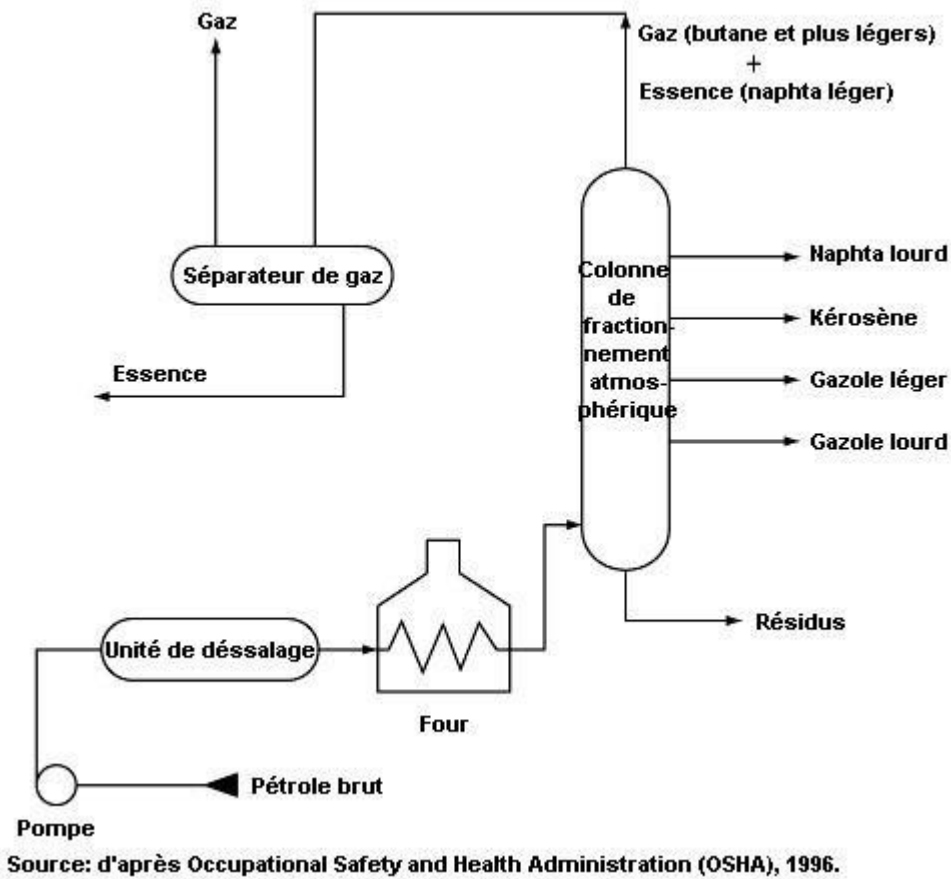 Gaz
Gaz (butane et plus légers)
+
Essence (naphta léger)
Séparateur de gaz
Essence
Colonne
de
fraction-
nement
atmos-
phérique
Naphta lourd
Kérosène
Gazole léger
Gazole lourd
Résidus
Unité de déssalage
Four
Pétrole brut
Pompe
Source: d'après Occupational Safety and Health Administration (OSHA), 1996.